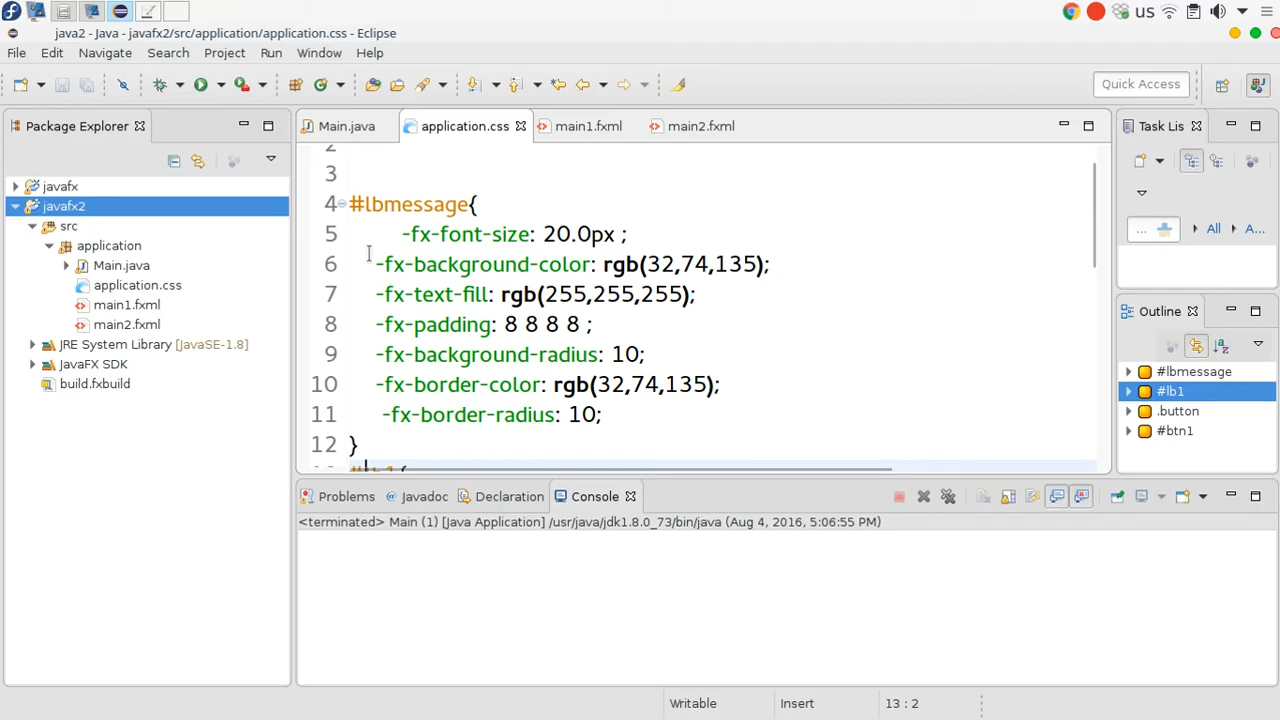 us
java2 - Java - javafx2/src/application/application.css - Eclipse
File Edit Navigate Search Project Run Window Help
Quick Access
Package Explorer
Main.java application.css main1.fxml main2.fxml
Task Lis
javafx
javafx2
src
application
Main.java
application.css
main1.fxml
main2.fxml
JRE System Library [JavaSE-1.8]
JavaFX SDK
build.fxbuild
2
3
4 #lbmessage{
5 -fx-font-size: 20.0px ;
6 -fx-background-color: rgb(32,74,135);
7 -fx-text-fill: rgb(255,255,255);
8 -fx-padding: 8 8 8 8 ;
9 -fx-background-radius: 10;
10 -fx-border-color: rgb(32,74,135);
11 -fx-border-radius: 10;
12 }
... All A...
Outline
#lbmessage
#lb1
.button
#btn1
Problems Javadoc Declaration Console
<terminated> Main (1) [Java Application] /usr/java/jdk1.8.0_73/bin/java (Aug 4, 2016, 5:06:55 PM)
Writable Insert 13 : 2